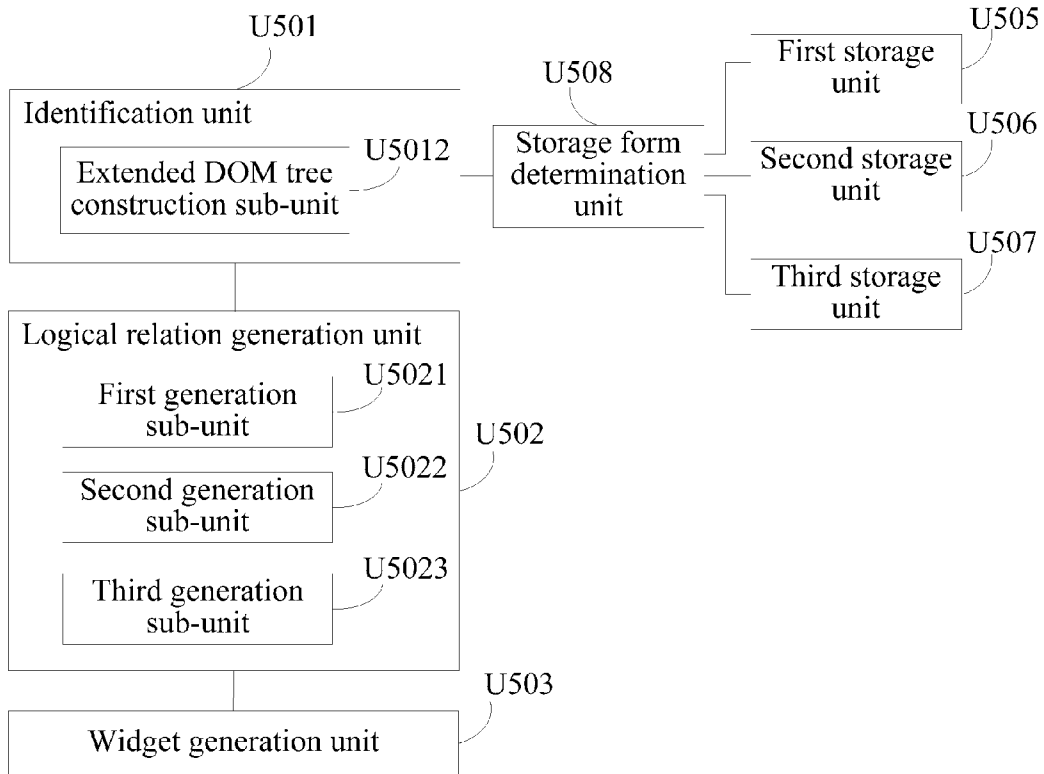 U501
Identification unit
U5012
Extended DOM tree
construction sub-unit
U508
Storage form
determination
unit
U505
First storage
unit
U506
Second storage
unit
U507
Third storage
unit
Logical relation generation unit
U5021
First generation
sub-unit
U502
U5022
Second generation
sub-unit
U5023
Third generation
sub-unit
U503
Widget generation unit